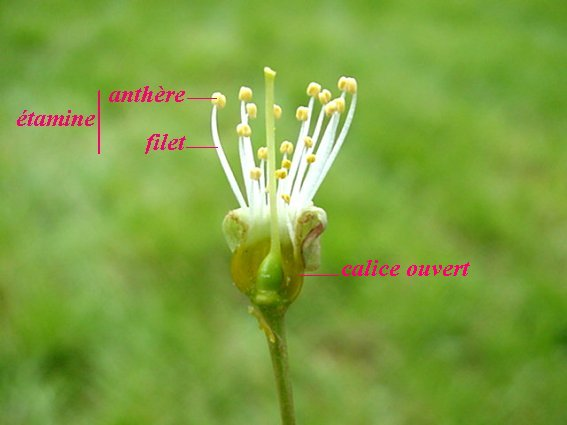 anthère
étamine
filet
calice ouvert